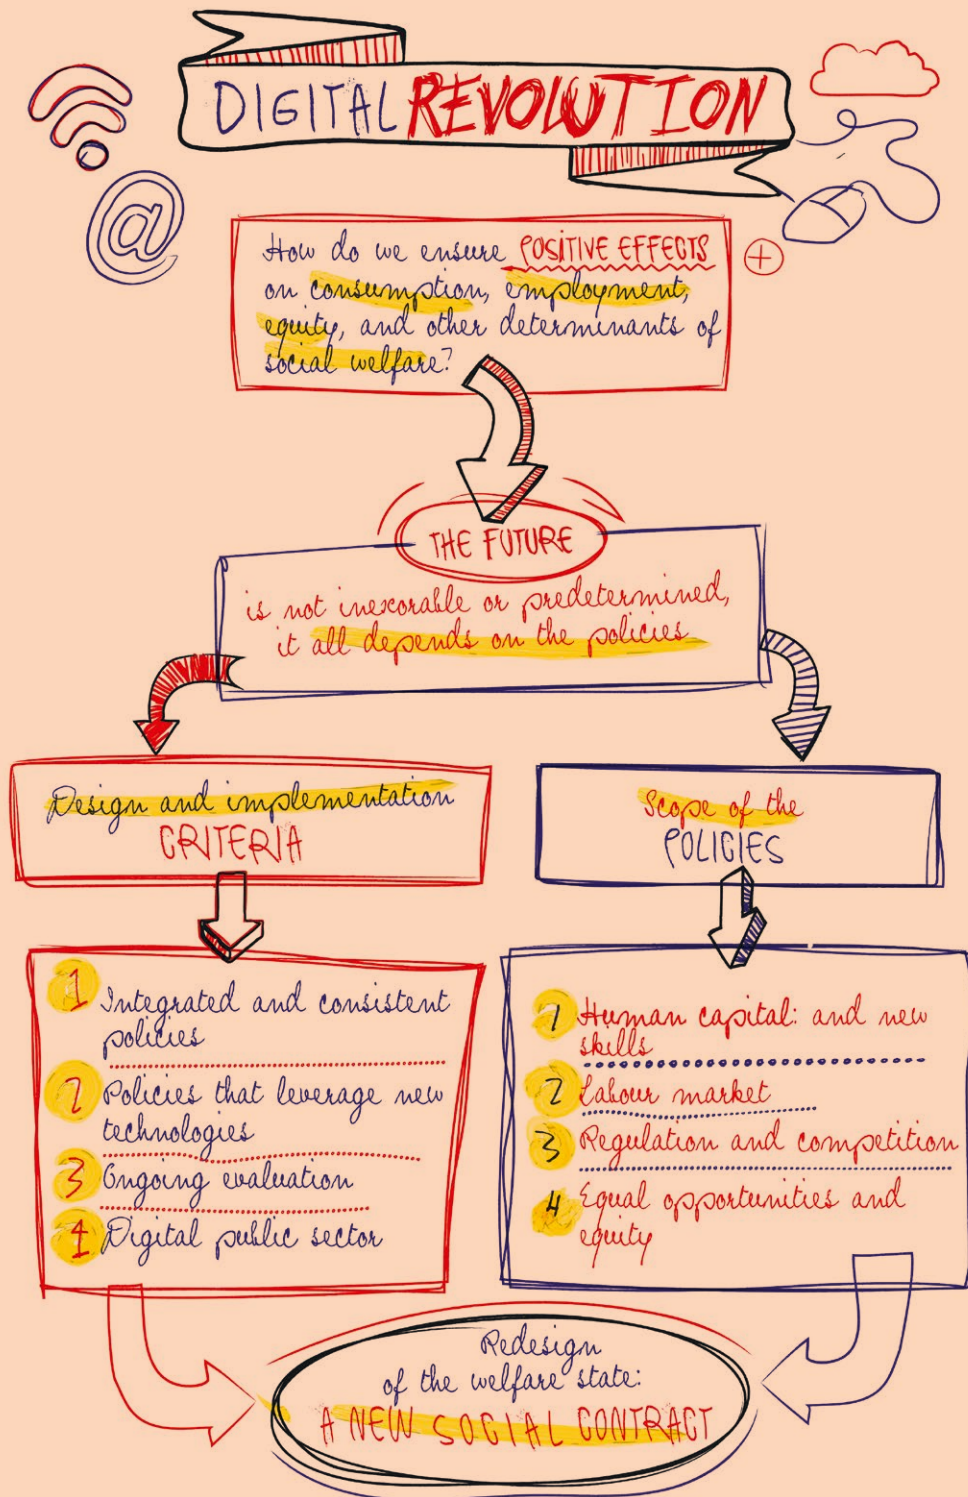 DIGITAL REVOLUTION
How do we ensure POSITIVE EFFECTS
on consumption, employment,
equity, and other determinants of
social welfare?
THE FUTURE
is not inexorable or predetermined,
it all depends on the policies
Design and implementation
CRITERIA
1 Integrated and consistent
policies
2 Policies that leverage new
technologies
3 Ongoing evaluation
4 Digital public sector
Scope of the
POLICIES
1 Human capital: and new
skills
2 Labour market
3 Regulation and competition
4 Equal opportunities and
equity
Redesign
of the welfare state:
A NEW SOCIAL CONTRACT